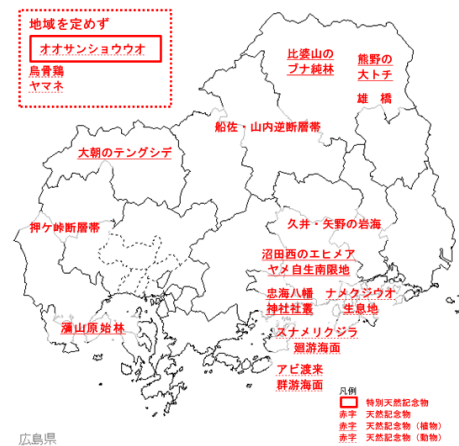 地域を定めず
オオサンショウウオ
烏骨鶏
ヤマネ
比婆山の
ブナ純林
熊野の
大トチ
雄橋
船佐・山内逆断層帯
大朝のテングシデ
押ケ峠断層帯
久井・矢野の岩海
沼田西のエヒメア
ヤメ自生南限地
忠海八幡
神社社叢
ナメクジウオ
生息地
瀰山原始林
スナメリクジラ
廻游海面
アビ渡来
群游海面
凡例
特別天然記念物
赤字 天然記念物
赤字 天然記念物（植物）
赤字 天然記念物（動物）
広島県